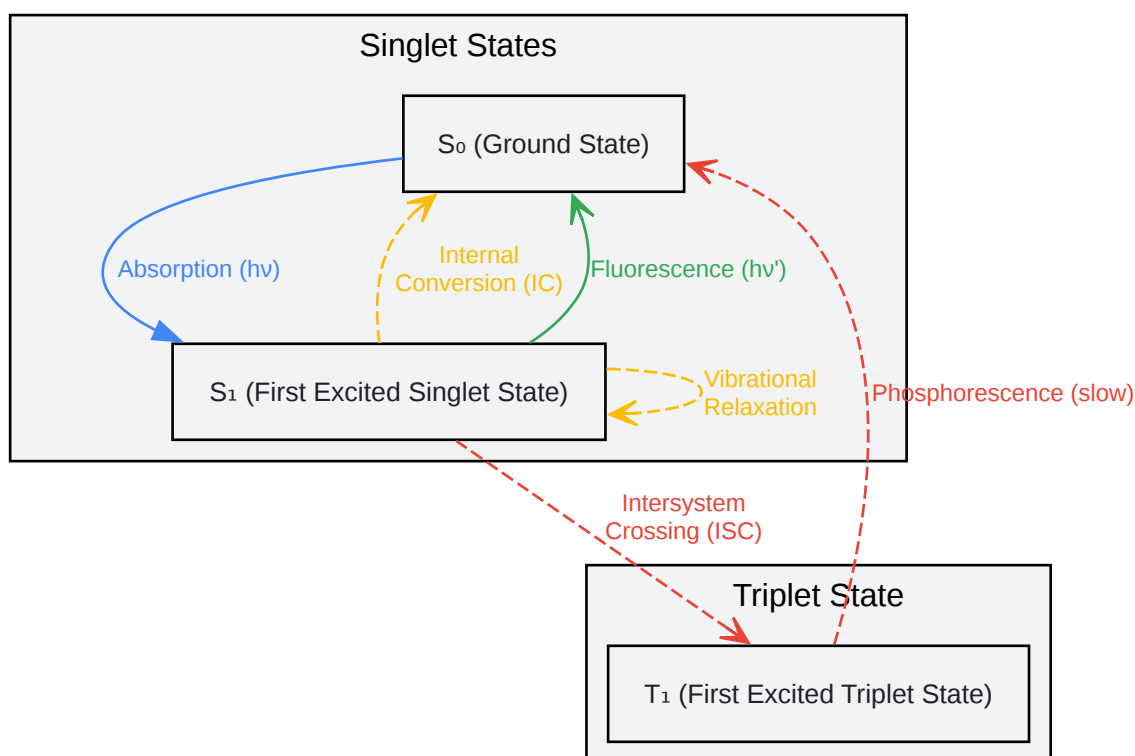 Singlet States
S₀ (Ground State)
Absorption (hν)
Internal
Conversion (IC)
Fluorescence (hν')
S₁ (First Excited Singlet State)
Vibrational
Relaxation
Phosphorescence (slow)
Intersystem
Crossing (ISC)
Triplet State
T₁ (First Excited Triplet State)